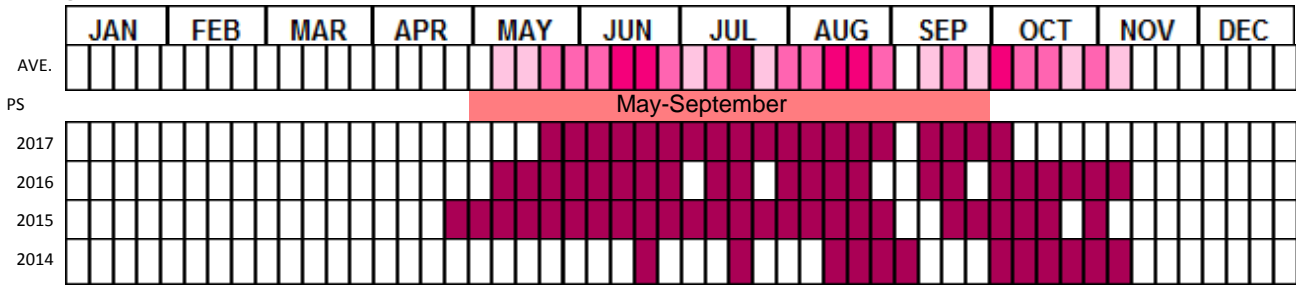 JAN FEB MAR APR MAY JUN JUL AUG SEP OCT NOV DEC
AVE.
PS May-September
2017
2016
2015
2014